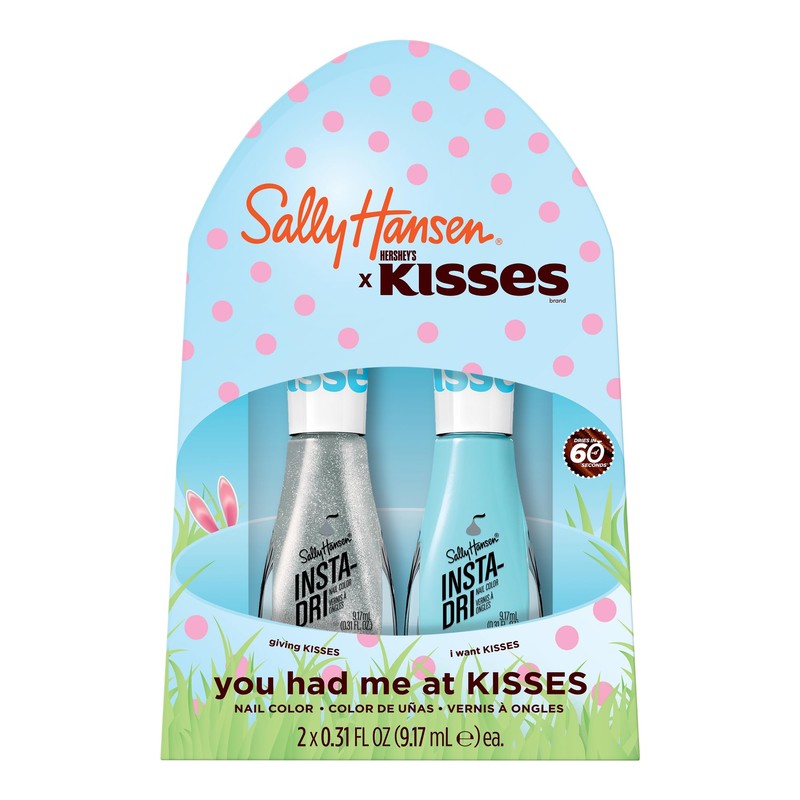 Sally Hansen®
HERSHEY'S
x KISSES
brand
isse
isse
DRIES IN
60
SECONDS*
Sally Hansen®
INSTA-
DRI
NAIL COLOR
VERNIS À
ONGLES
9.17mL
(0.31 FL.OZ)
Sally Hansen®
INSTA-
DRI
NAIL COLOR
VERNIS À
ONGLES
9.17mL
(0.31 FL.OZ)
giving KISSES
i want KISSES
you had me at KISSES
NAIL COLOR • COLOR DE UÑAS • VERNIS À ONGLES
2 x 0.31 FL OZ (9.17 mL ℮) ea.